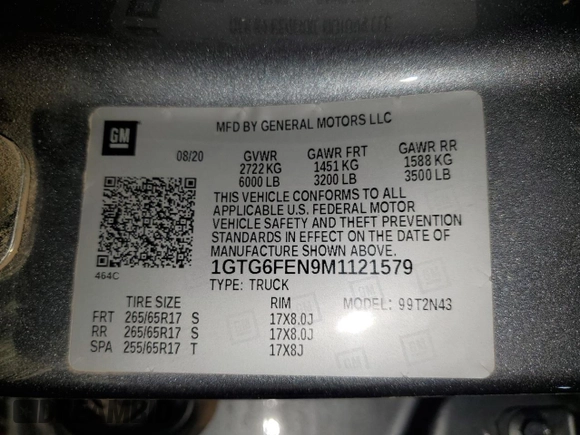 GM
MFD BY GENERAL MOTORS LLC
08/20 GVWR GAWR FRT GAWR RR
2722 KG 1451 KG 1588 KG
6000 LB 3200 LB 3500 LB
THIS VEHICLE CONFORMS TO ALL
APPLICABLE U.S. FEDERAL MOTOR
VEHICLE SAFETY AND THEFT PREVENTION
STANDARDS IN EFFECT ON THE DATE OF
MANUFACTURE SHOWN ABOVE.
464C
1GTG6FEN9M1121579
TYPE: TRUCK
TIRE SIZE RIM MODEL: 99T2N43
FRT 265/65R17 S 17X8.0J
RR 265/65R17 S 17X8.0J
SPA 255/65R17 T 17X8J